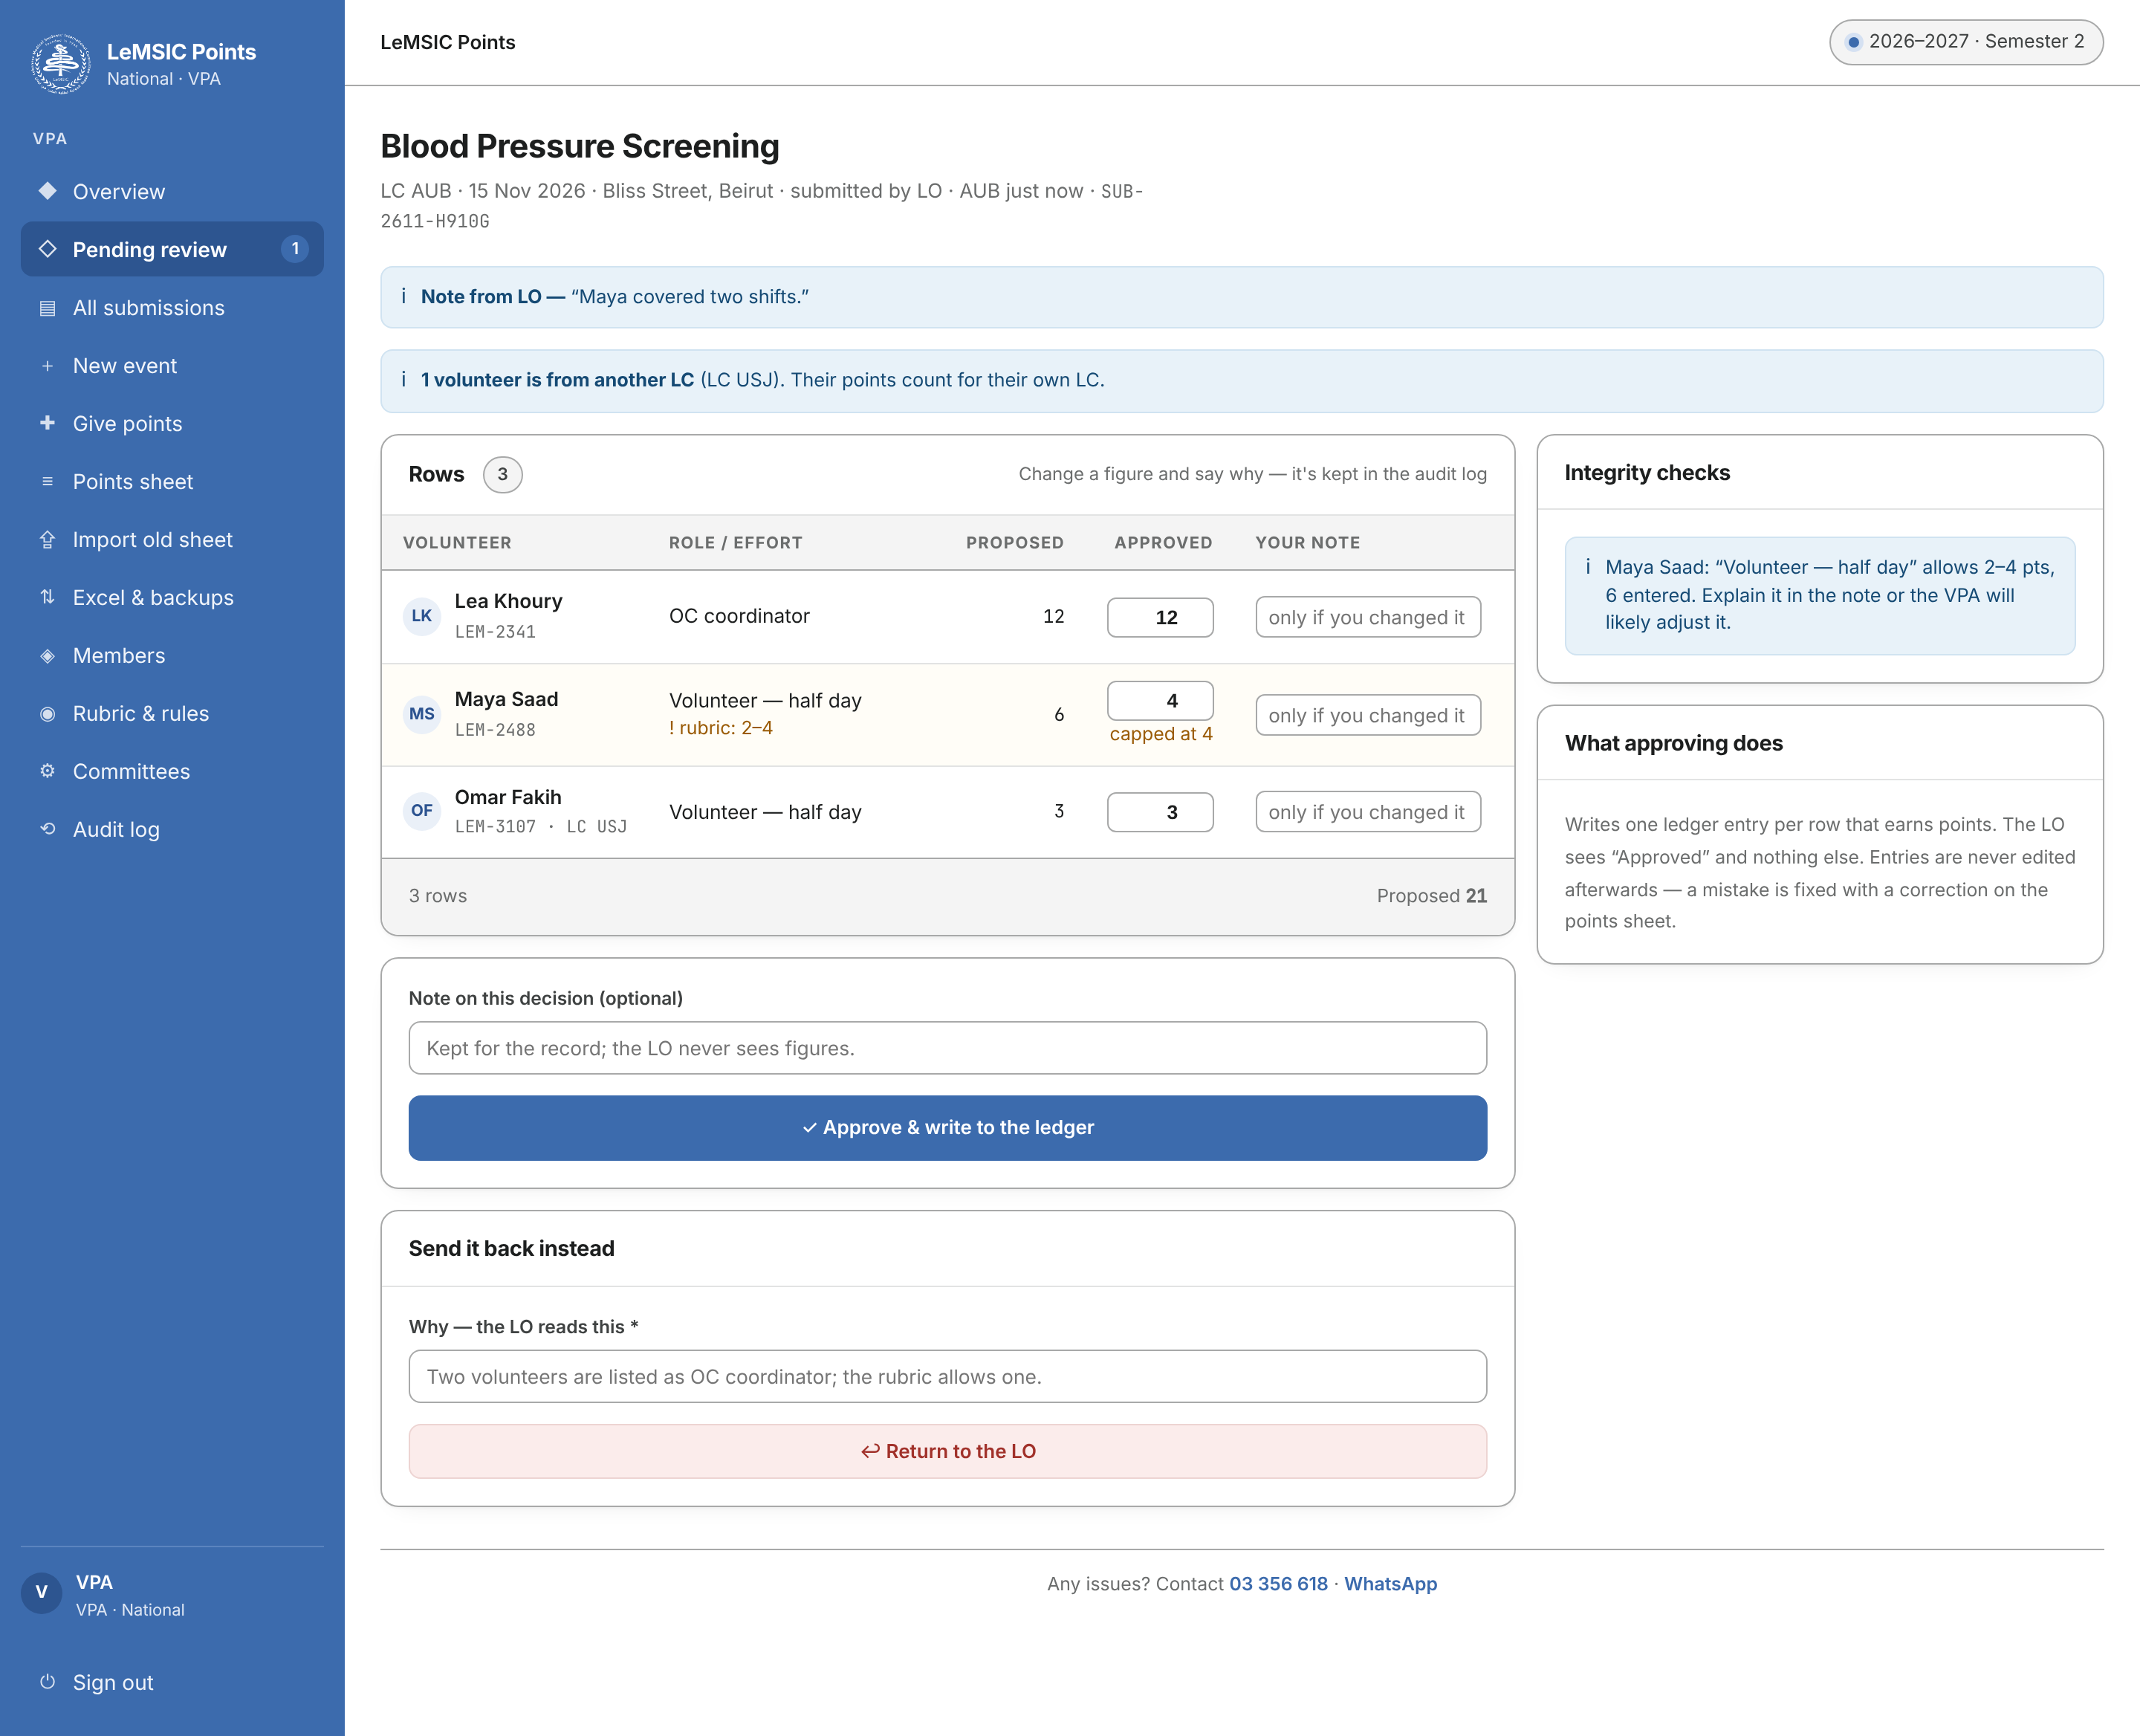 LeMSIC Points
National · VPA
VPA
Overview
Pending review 1
All submissions
New event
Give points
Points sheet
Import old sheet
Excel & backups
Members
Rubric & rules
Committees
Audit log
V
VPA
VPA · National
Sign out
LeMSIC Points
2026–2027 · Semester 2
Blood Pressure Screening
LC AUB · 15 Nov 2026 · Bliss Street, Beirut · submitted by LO · AUB just now · SUB-
2611-H910G
i Note from LO — “Maya covered two shifts.”
i 1 volunteer is from another LC (LC USJ). Their points count for their own LC.
Rows 3 Change a figure and say why — it's kept in the audit log
VOLUNTEER ROLE / EFFORT PROPOSED APPROVED YOUR NOTE
LK Lea Khoury OC coordinator 12 12 only if you changed it
LEM-2341
MS Maya Saad Volunteer — half day 6 4 only if you changed it
LEM-2488 ! rubric: 2–4 capped at 4
OF Omar Fakih Volunteer — half day 3 3 only if you changed it
LEM-3107 · LC USJ
3 rows Proposed 21
Note on this decision (optional)
Kept for the record; the LO never sees figures.
✓ Approve & write to the ledger
Send it back instead
Why — the LO reads this *
Two volunteers are listed as OC coordinator; the rubric allows one.
↩ Return to the LO
Integrity checks
i Maya Saad: “Volunteer — half day” allows 2–4 pts,
6 entered. Explain it in the note or the VPA will
likely adjust it.
What approving does
Writes one ledger entry per row that earns points. The LO
sees “Approved” and nothing else. Entries are never edited
afterwards — a mistake is fixed with a correction on the
points sheet.
Any issues? Contact 03 356 618 · WhatsApp